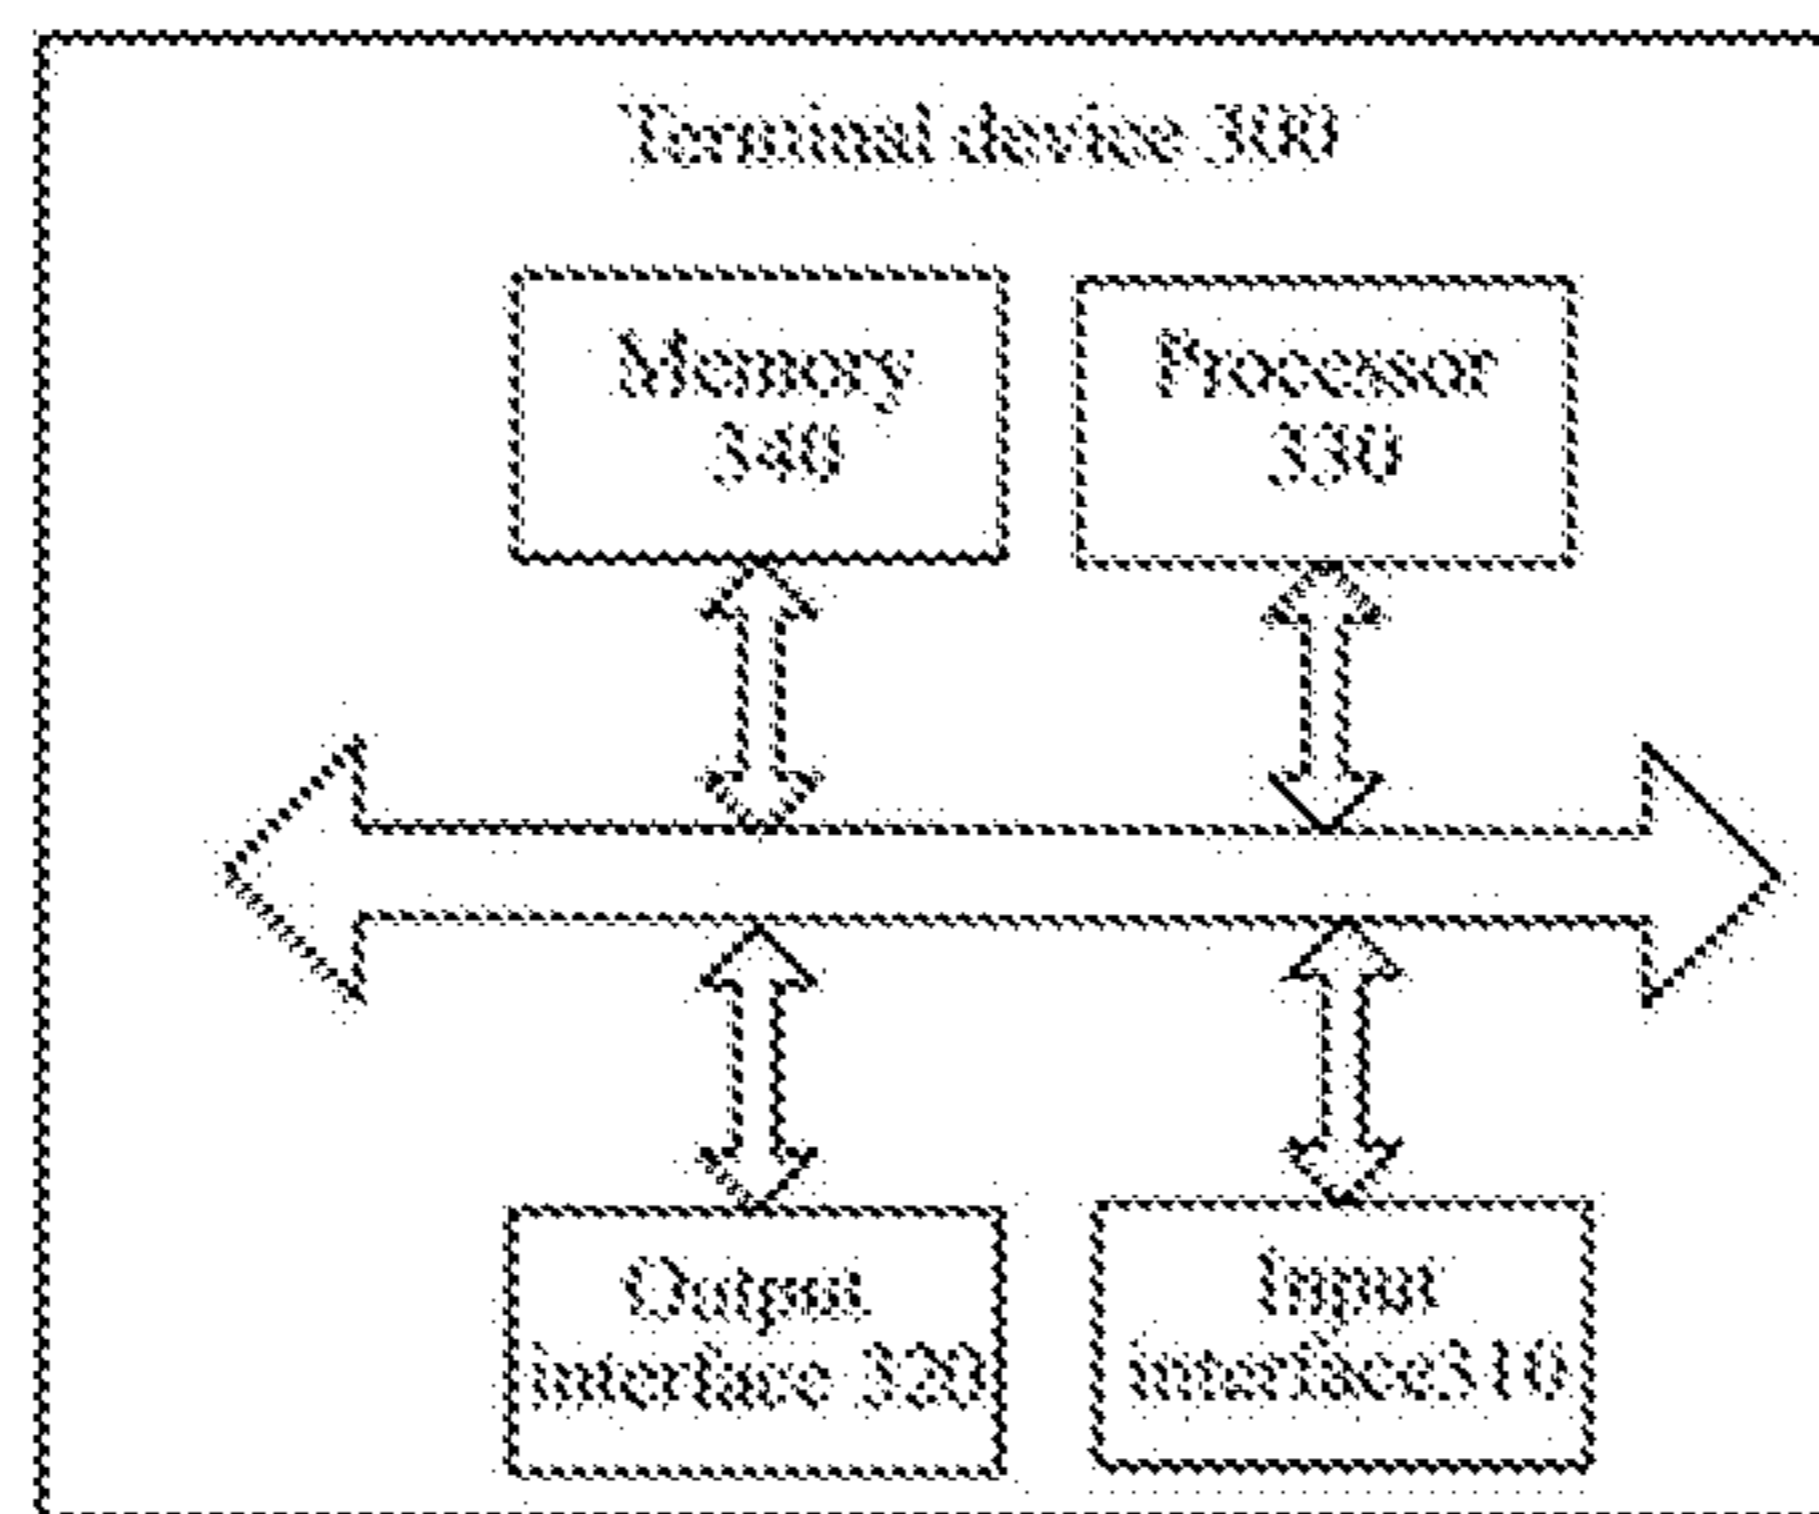 Terminal device 300
Memory
340
Processor
330
Output
interface 320
Input
interface310